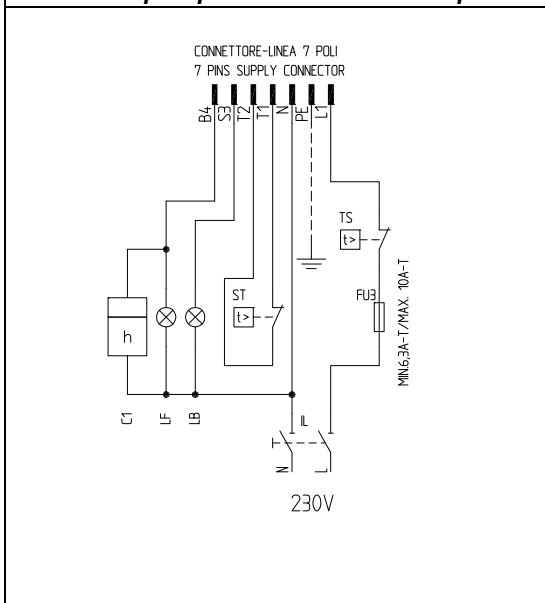 CONNETTORE-LINEA 7 POLI
7 PINS SUPPLY CONNECTOR
B4
S3
T2
T1
N
PE
L1
TS
t>
ST
t>
FU3
MIN.6,3A-T/MAX. 10A-T
h
C1
LF
LB
IL
N
L
230V